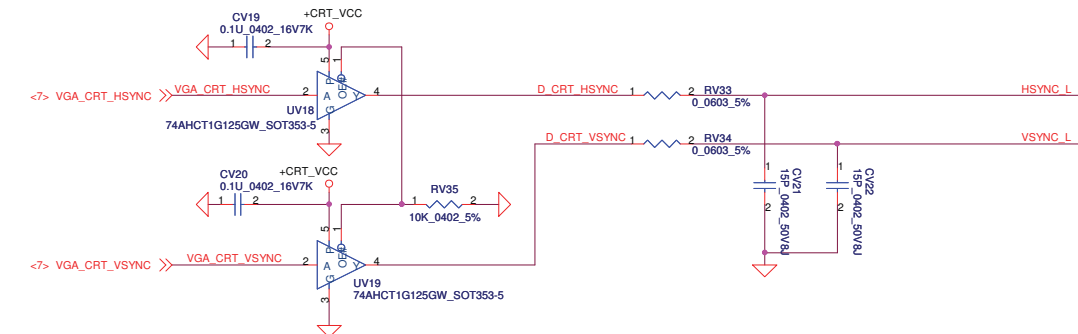 CV19
0.1U_0402_16V7K
+CRT_VCC
1 2
5
1
<7> VGA_CRT_HSYNC
VGA_CRT_HSYNC
2
P
OE#
A
Y
G
4
UV18
74AHCT1G125GW_SOT353-5
3
D_CRT_HSYNC
1
2
RV33
0_0603_5%
HSYNC_L
D_CRT_VSYNC
1
2
RV34
0_0603_5%
VSYNC_L
CV20
0.1U_0402_16V7K
+CRT_VCC
1 2
RV35
1 2
10K_0402_5%
1
2
CV21
15P_0402_50V8J
1
2
CV22
15P_0402_50V8J
5
1
<7> VGA_CRT_VSYNC
VGA_CRT_VSYNC
2
P
OE#
A
Y
G
4
UV19
74AHCT1G125GW_SOT353-5
3